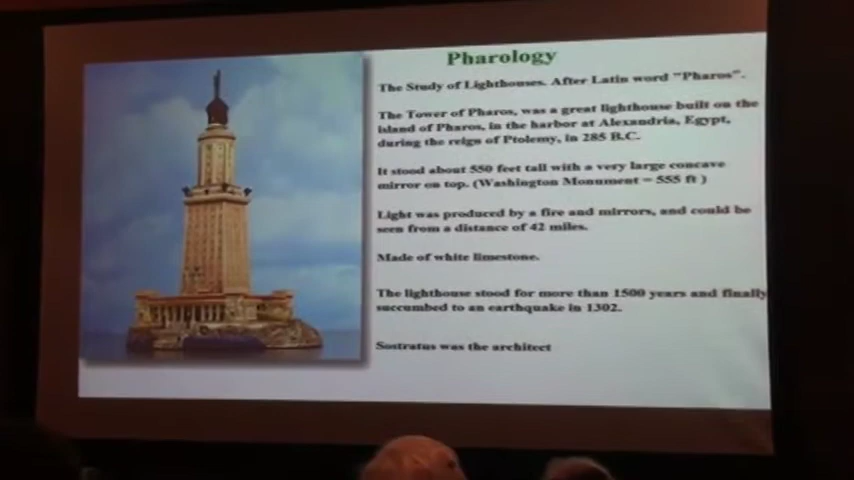 Pharology
The Study of Lighthouses. After Latin word "Pharos".
The Tower of Pharos, was a great lighthouse built on the
island of Pharos, in the harbor at Alexandria, Egypt,
during the reign of Ptolemy, in 285 B.C.
It stood about 550 feet tall with a very large concave
mirror on top. (Washington Monument = 555 ft )
Light was produced by a fire and mirrors, and could be
seen from a distance of 42 miles.
Made of white limestone.
The lighthouse stood for more than 1500 years and finally
succumbed to an earthquake in 1302.
Sostratus was the architect